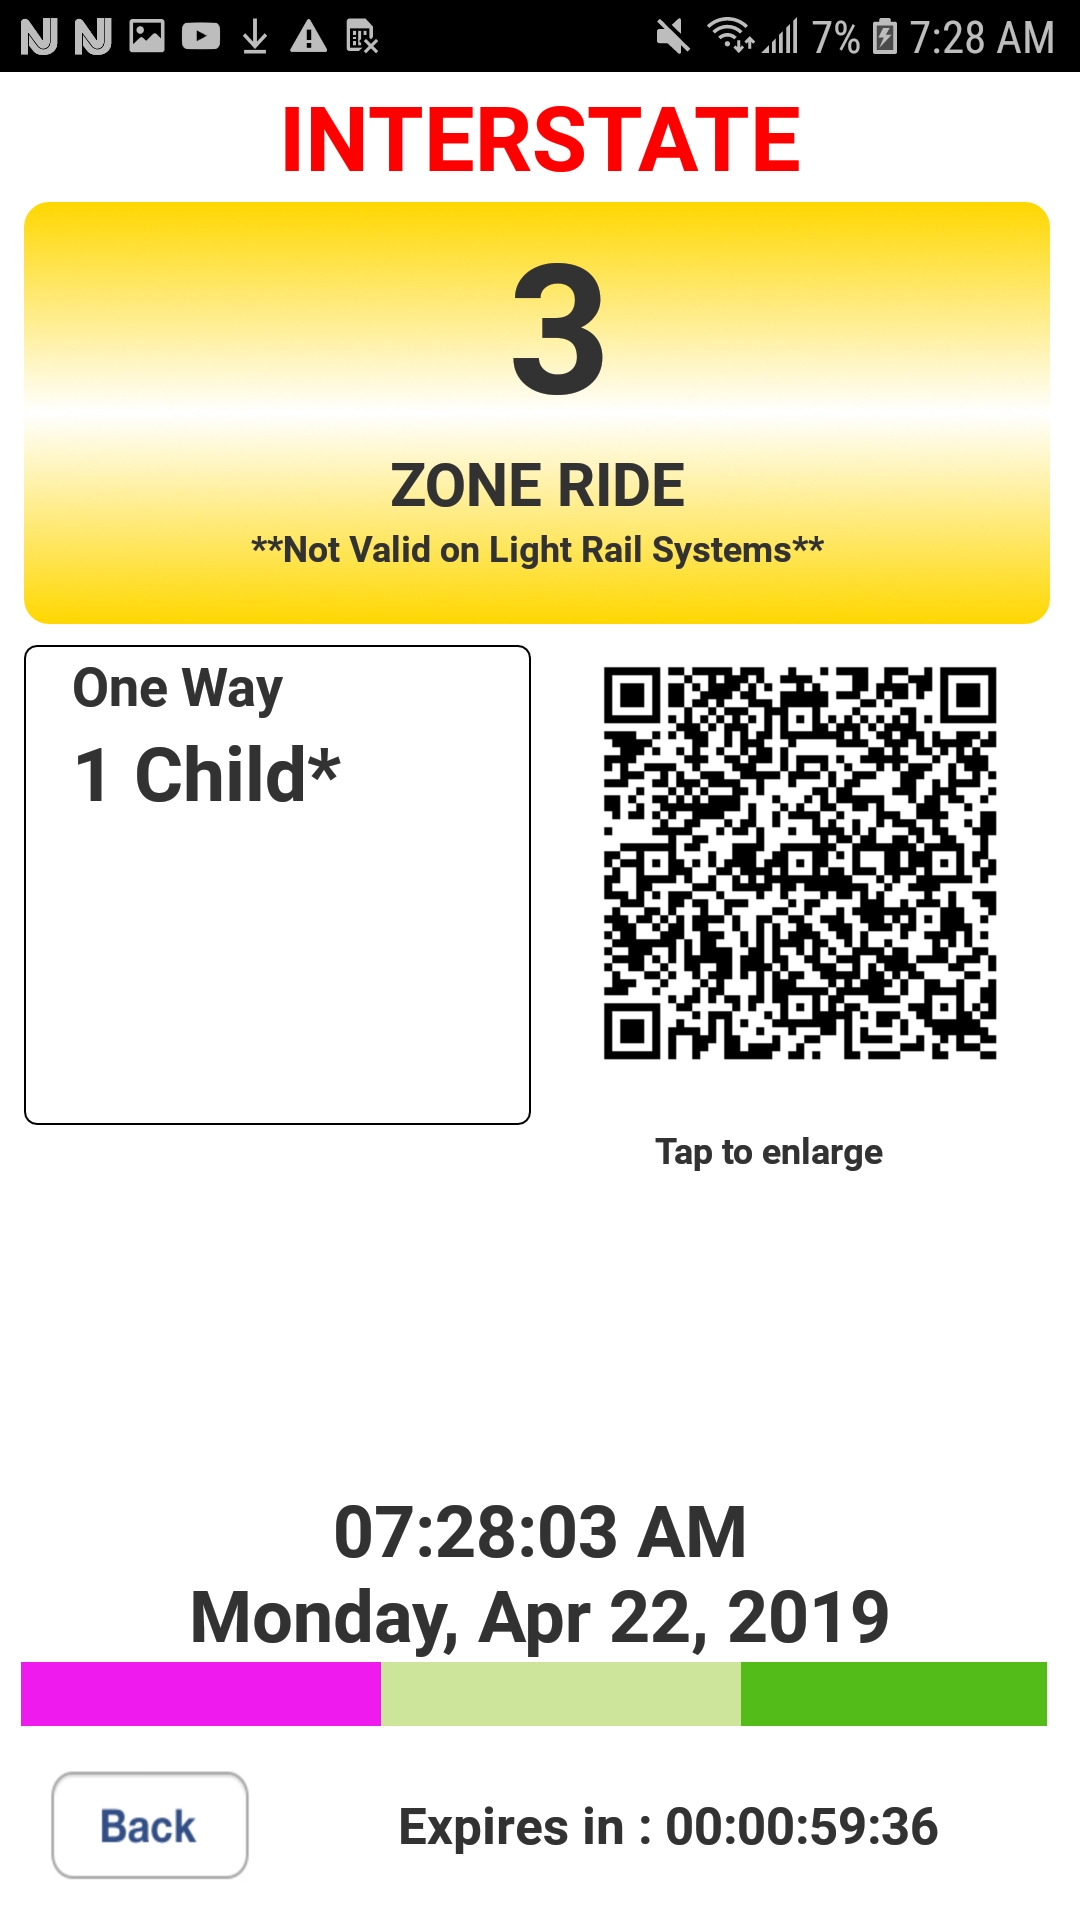 7% 7:28 AM
INTERSTATE
3
ZONE RIDE
**Not Valid on Light Rail Systems**
One Way
1 Child*
Tap to enlarge
07:28:03 AM
Monday, Apr 22, 2019
Back
Expires in : 00:00:59:36